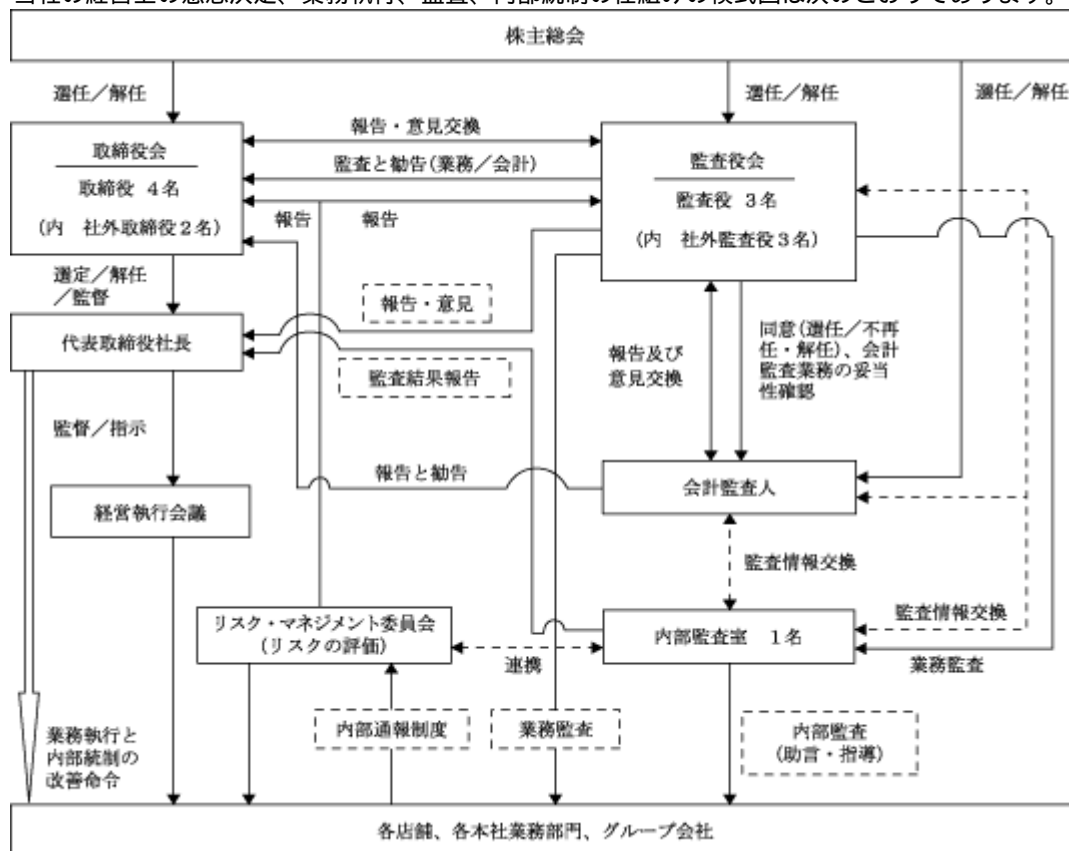 当社の経営上の意思決定、業務執行、監査、内部統制の仕組みの模式図は次のとおりであります。
株主総会
選任／解任
選任／解任
選任／解任
取締役会
取締役 4名
(内 社外取締役2名)
報告・意見交換
監査と勧告(業務／会計)
報告
報告
監査役会
監査役 3名
(内 社外監査役3名)
選定／解任
／監督
報告・意見
代表取締役社長
監査結果報告
報告及び
意見交換
同意(選任／不再
任・解任)、会計
監査業務の妥当
性確認
監督／指示
報告と勧告
会計監査人
経営執行会議
監査情報交換
リスク・マネジメント委員会
(リスクの評価)
連携
内部監査室 1名
監査情報交換
業務監査
業務執行と
内部統制の
改善命令
内部通報制度
業務監査
内部監査
(助言・指導)
各店舗、各本社業務部門、グループ会社